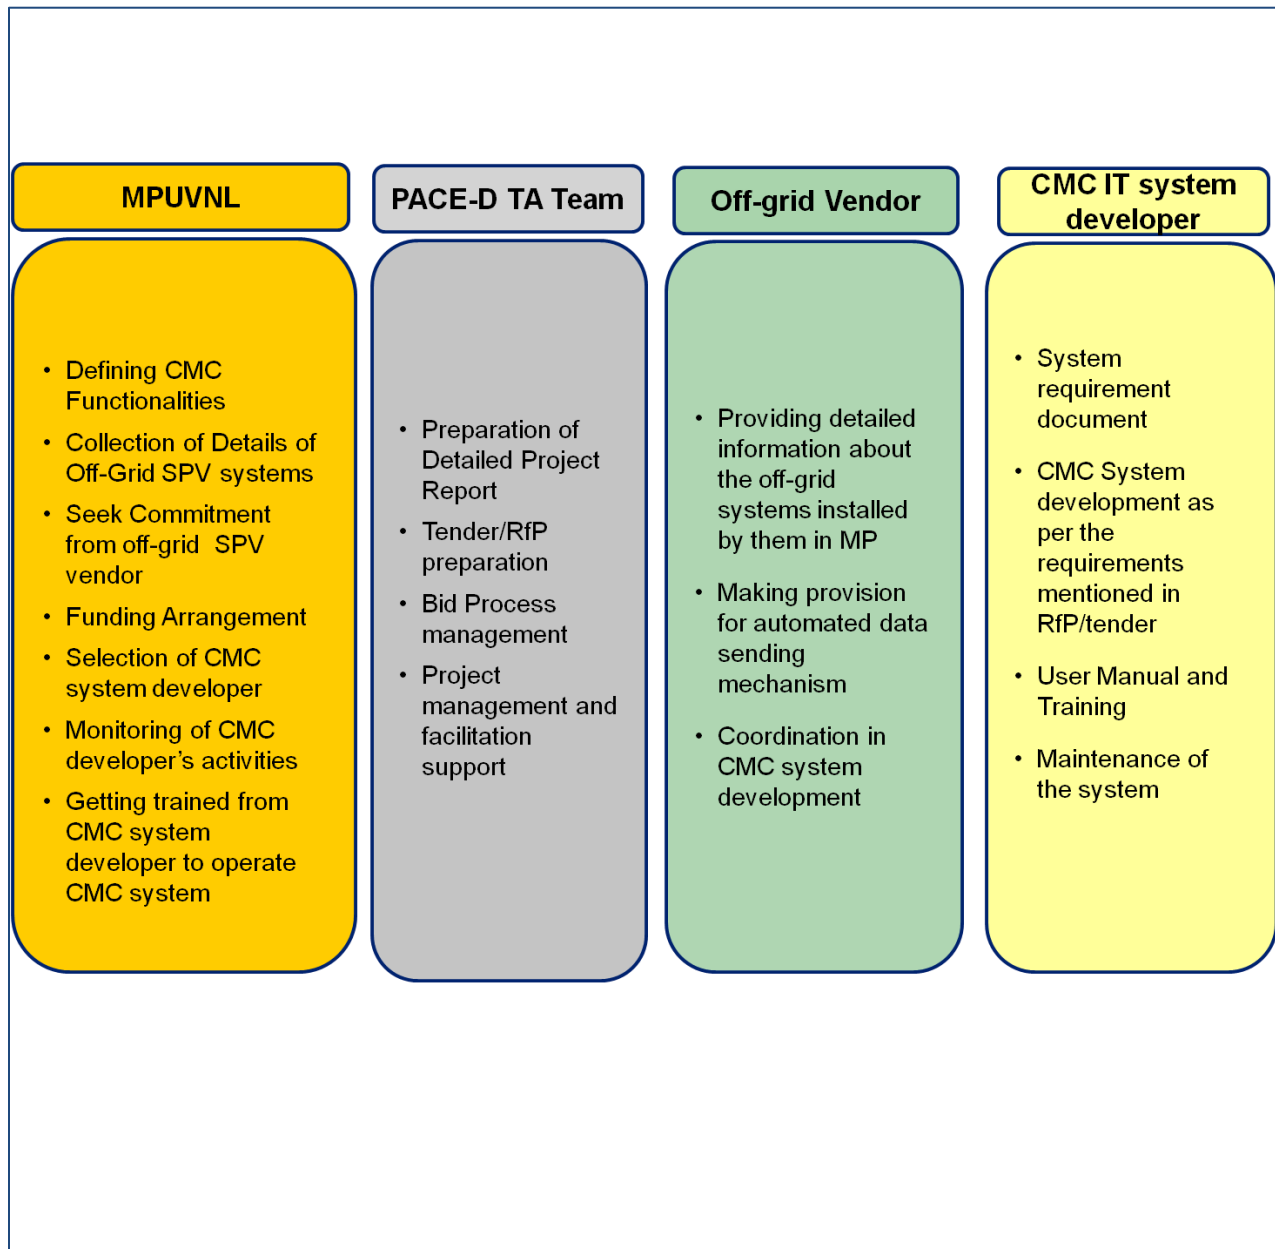 MPUVNL
• Defining CMC
Functionalities
• Collection of Details of
Off-Grid SPV systems
• Seek Commitment
from off-grid  SPV
vendor
• Funding Arrangement
• Selection of CMC
system developer
• Monitoring of CMC
developer’s activities
• Getting trained from
CMC system
developer to operate
CMC system
PACE-D TA Team
• Preparation of
Detailed Project
Report
• Tender/RfP
preparation
• Bid Process
management
• Project
management and
facilitation
support
Off-grid Vendor
• Providing detailed
information about
the off-grid
systems installed
by them in MP
• Making provision
for automated data
sending
mechanism
• Coordination in
CMC system
development
CMC IT system
developer
• System
requirement
document
• CMC System
development as
per the
requirements
mentioned in
RfP/tender
• User Manual and
Training
• Maintenance of
the system